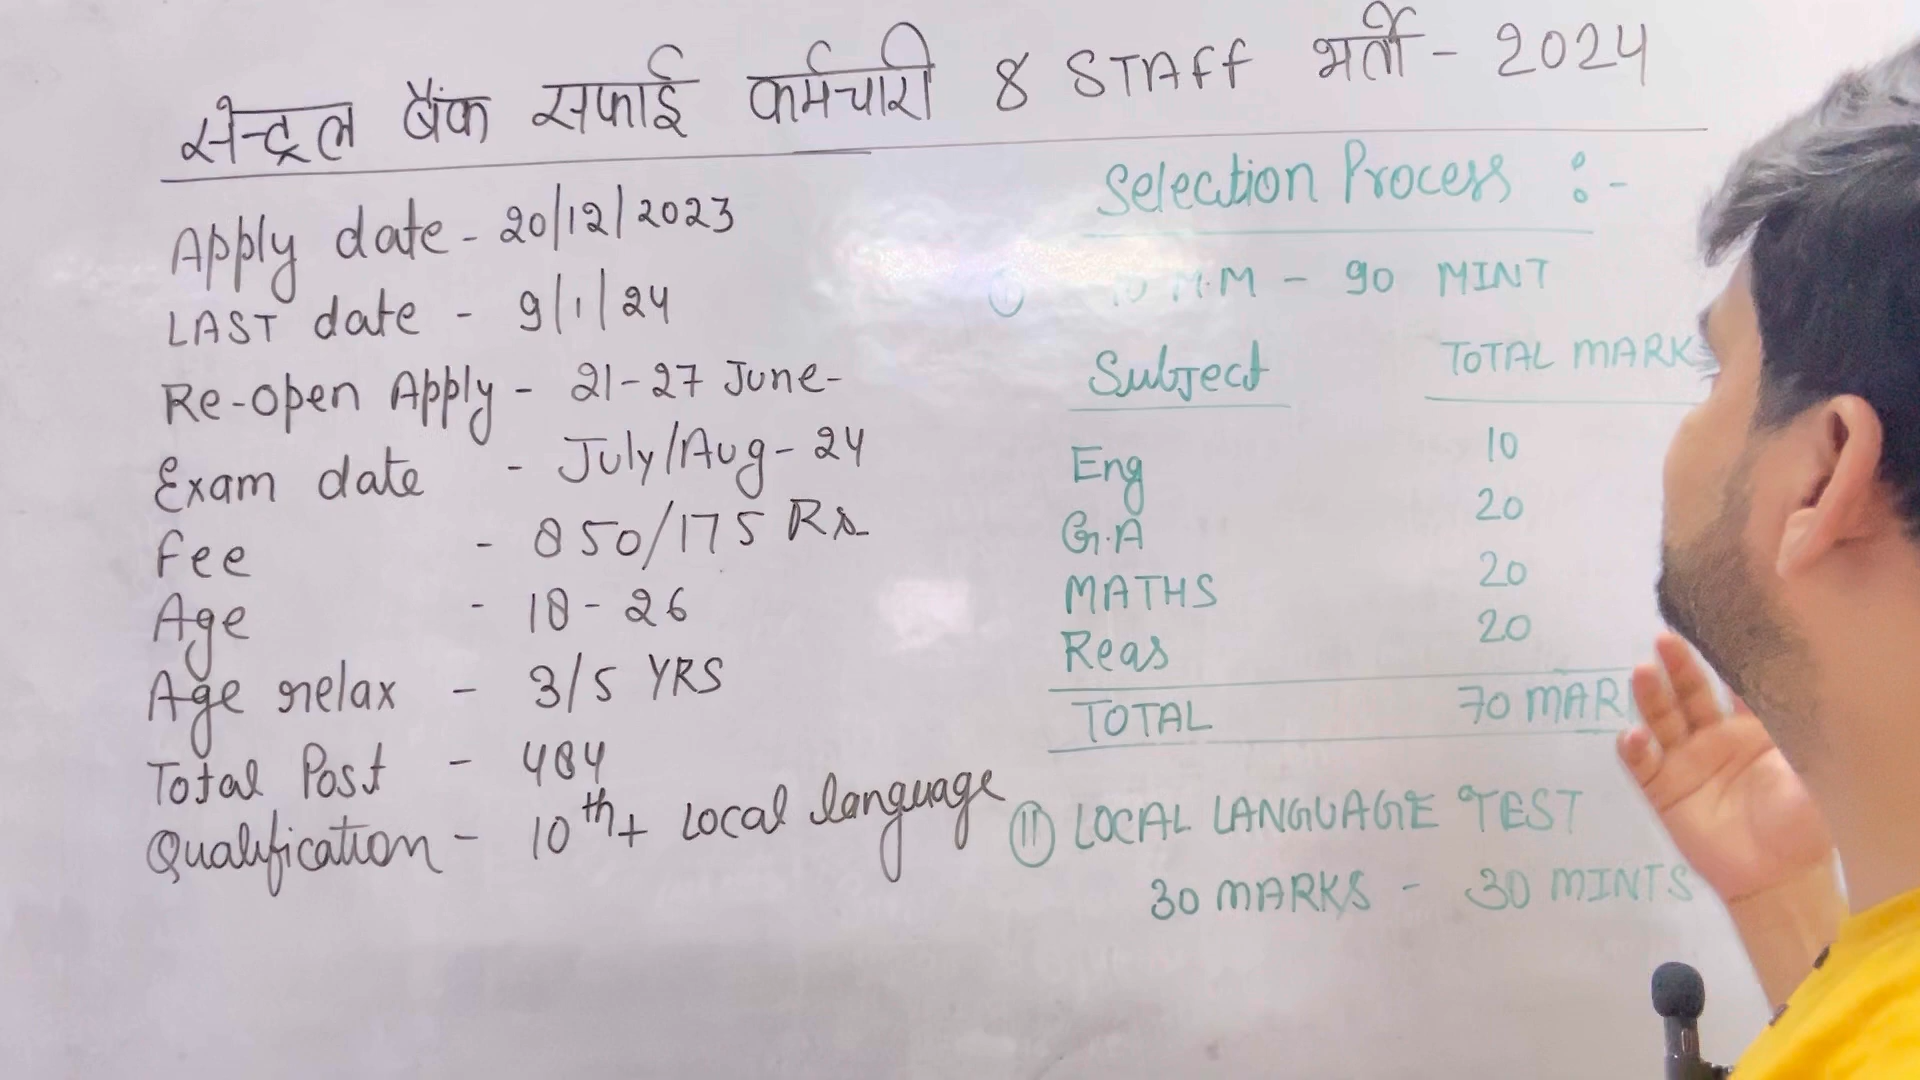 सेन्ट्रल बैंक सफाई कर्मचारी & STAFF भर्ती - 2024
Apply date - 20/12/2023
LAST date - 9/1/24
Re-open Apply - 21-27 June-
Exam date - July/Aug-24
Fee - 850/175 Rs
Age - 18-26
Age relax - 3/5 YRS
Total Post - 484
Qualification - 10th + Local language
Selection Process :-
M.M - 90 MINT
Subject TOTAL MARK
Eng 10
G.A 20
MATHS 20
Reas 20
TOTAL 70 MAR
(II) LOCAL LANGUAGE TEST
30 MARKS - 30 MINTS